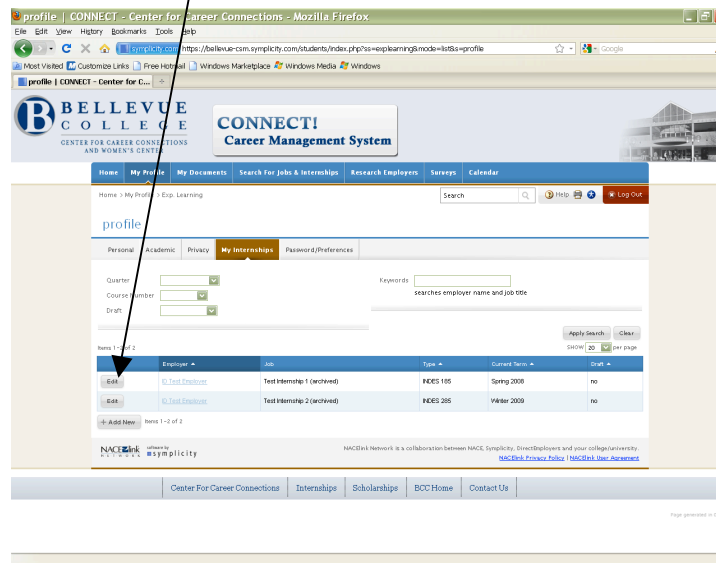 profile | CONNECT - Center for Career Connections - Mozilla Firefox
File Edit View History Bookmarks Tools Help
symplicity.com https://bellevue-csm.symplicity.com/students/index.php?ss=explearning&mode=list&s=profile
Google
Most Visited Customize Links Free Hotmail Windows Marketplace Windows Media Windows
profile | CONNECT - Center for C...
BELLEVUE
COLLEGE
CENTER FOR CAREER CONNECTIONS
AND WOMEN'S CENTER
CONNECT!
Career Management System
Home My Profile My Documents Search For Jobs & Internships Research Employers Surveys Calendar
Home > My Profile > Exp. Learning
Search Help Log Out
profile
Personal Academic Privacy My Internships Password/Preferences
Quarter
Course Number
Draft
Keywords
searches employer name and job title
Apply Search Clear
Items 1-2 of 2
SHOW 20 per page
Employer Job Type Current Term Draft
Edit ID Test Employer Test Internship 1 (archived) INDES 185 Spring 2008 no
Edit ID Test Employer Test Internship 2 (archived) INDES 285 Winter 2009 no
+ Add New Items 1-2 of 2
NACElink NETWORK software by symplicity
NACElink Network is a collaboration between NACE, Symplicity, DirectEmployers and your college/university.
NACElink Privacy Policy | NACElink User Agreement
Center For Career Connections Internships Scholarships BCC Home Contact Us
Page generated in